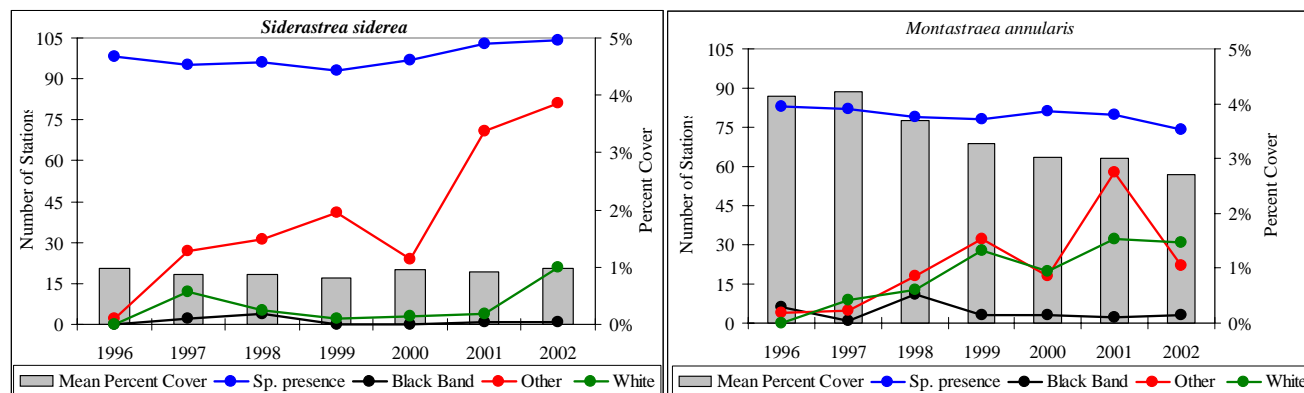 Siderastrea siderea
105
90
75
60
45
30
15
0
Number of Stations
5%
4%
3%
2%
1%
0%
Percent Cover
1996 1997 1998 1999 2000 2001 2002
Mean Percent Cover Sp. presence Black Band Other White
Montastraea annularis
105
90
75
60
45
30
15
0
Number of Stations
5%
4%
3%
2%
1%
0%
Percent Cover
1996 1997 1998 1999 2000 2001 2002
Mean Percent Cover Sp. presence Black Band Other White